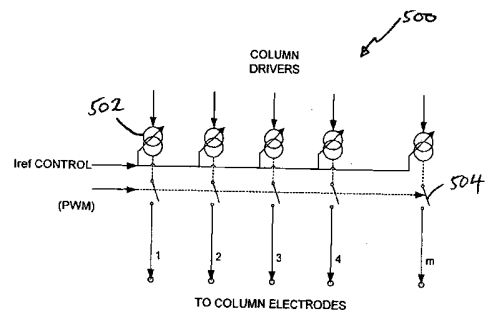 500
COLUMN
DRIVERS
502
Iref CONTROL
504
(PWM)
1 2 3 4 m
TO COLUMN ELECTRODES